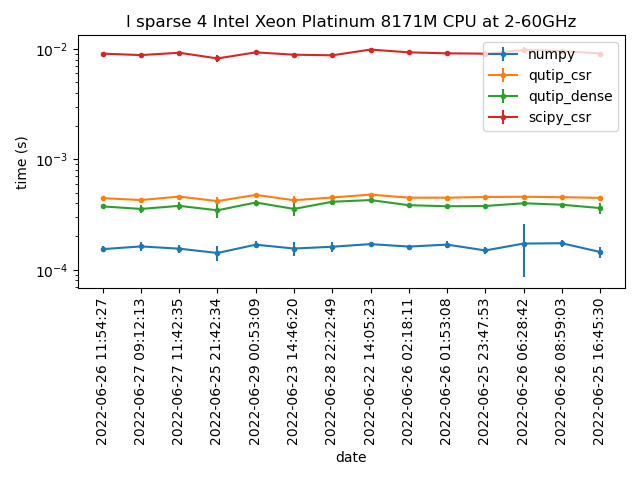 I sparse 4 Intel Xeon Platinum 8171M CPU at 2-60GHz
time (s)
10^-2
10^-3
10^-4
numpy
qutip_csr
qutip_dense
scipy_csr
2022-06-26 11:54:27
2022-06-27 09:12:13
2022-06-27 11:42:35
2022-06-25 21:42:34
2022-06-29 00:53:09
2022-06-23 14:46:20
2022-06-28 22:22:49
2022-06-22 14:05:23
2022-06-26 02:18:11
2022-06-26 01:53:08
2022-06-25 23:47:53
2022-06-26 06:28:42
2022-06-26 08:59:03
2022-06-25 16:45:30
date